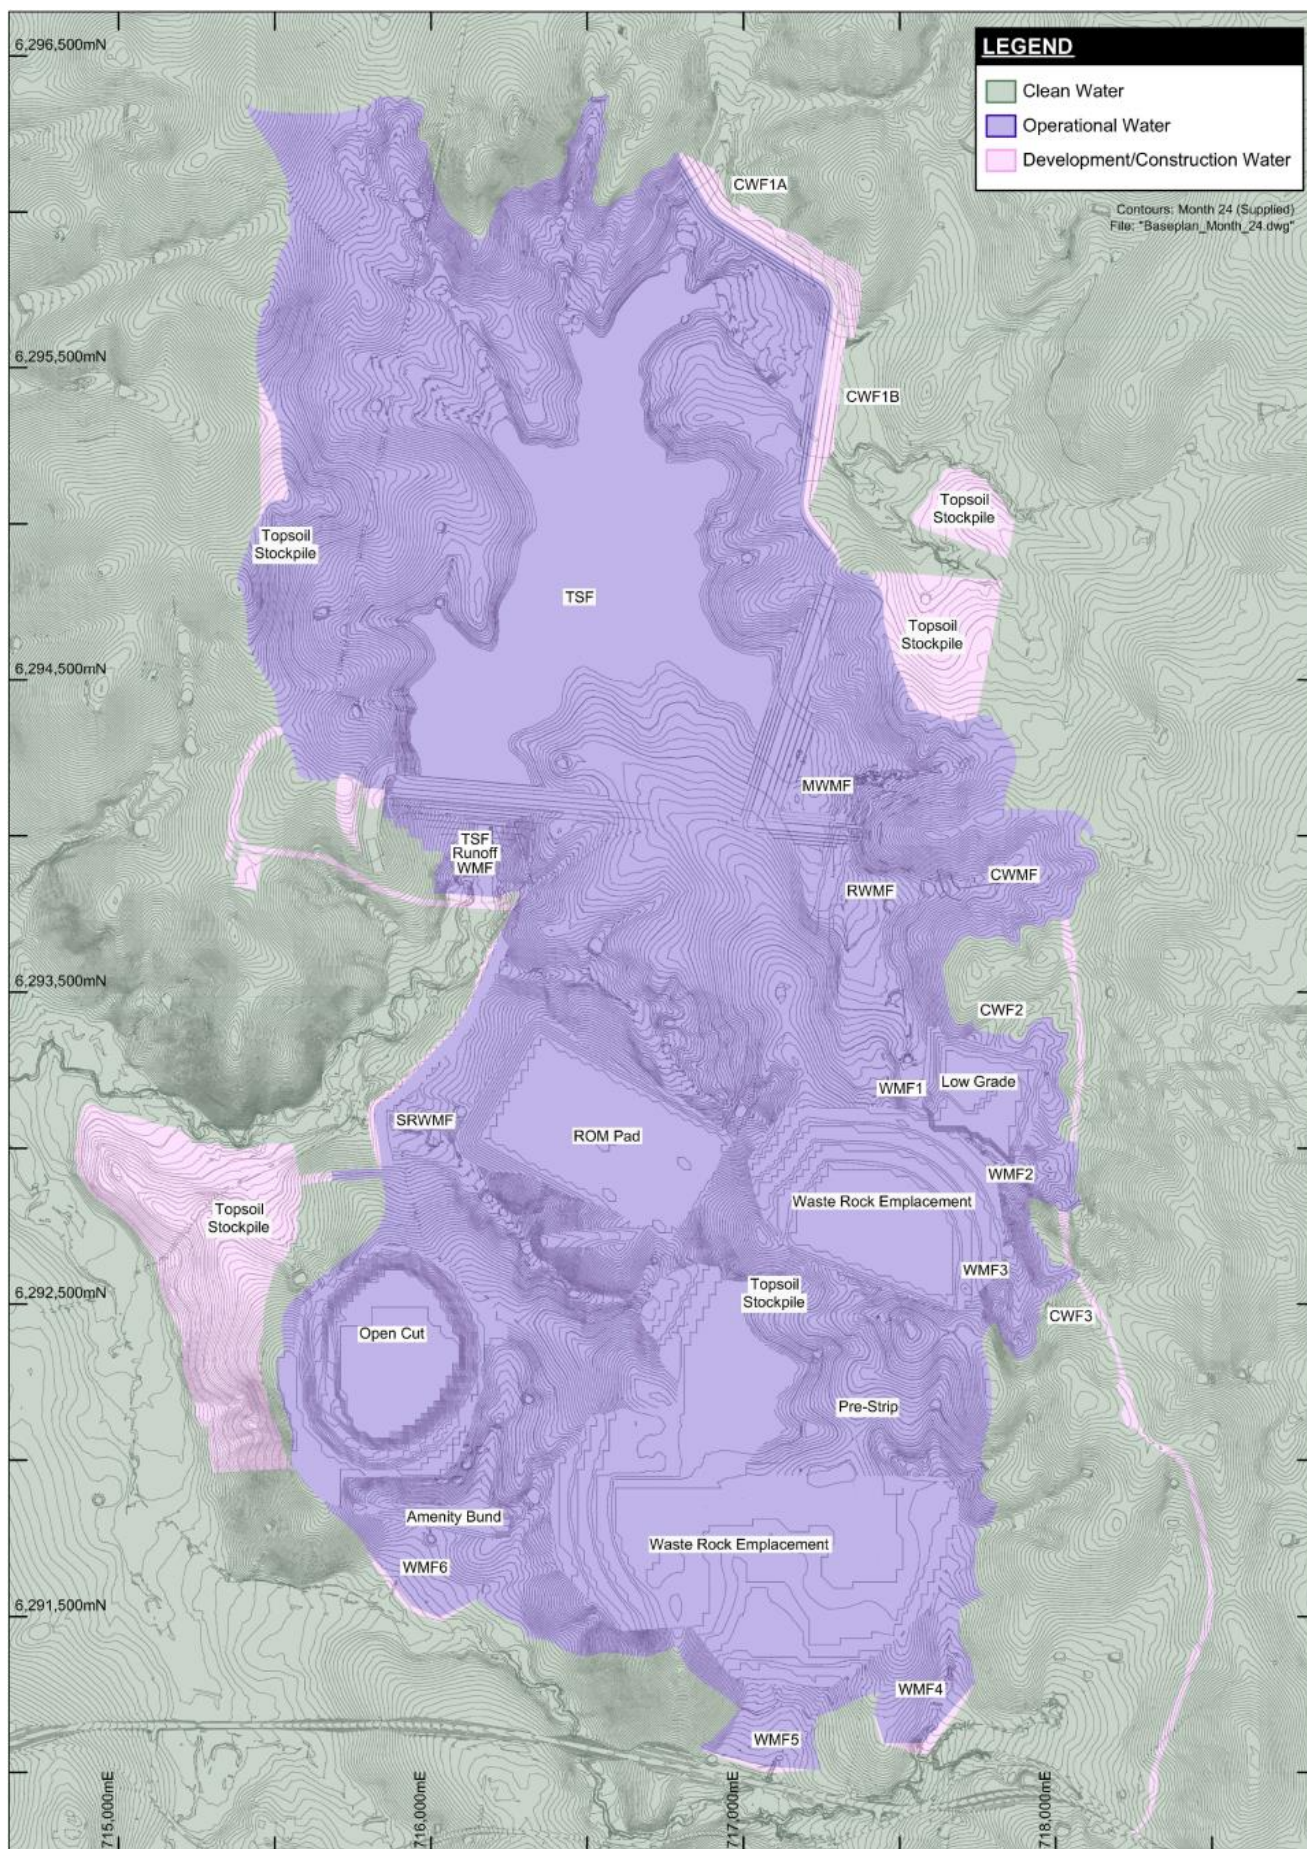 6,296,500mN
LEGEND
Clean Water
Operational Water
Development/Construction Water
Contours: Month 24 (Supplied)
File: "Baseplan_Month_24.dwg"
CWF1A
6,295,500mN
CWF1B
Topsoil
Stockpile
Topsoil
Stockpile
TSF
Topsoil
Stockpile
6,294,500mN
MWMF
TSF
Runoff
WMF
RWMF
CWMF
6,293,500mN
CWF2
Low Grade
WMF1
SRWMF
ROM Pad
WMF2
Waste Rock Emplacement
Topsoil
Stockpile
WMF3
Topsoil
Stockpile
6,292,500mN
CWF3
Open Cut
Pre-Strip
Amenity Bund
Waste Rock Emplacement
WMF6
6,291,500mN
WMF4
WMF5
715,000mE
716,000mE
717,000mE
718,000mE